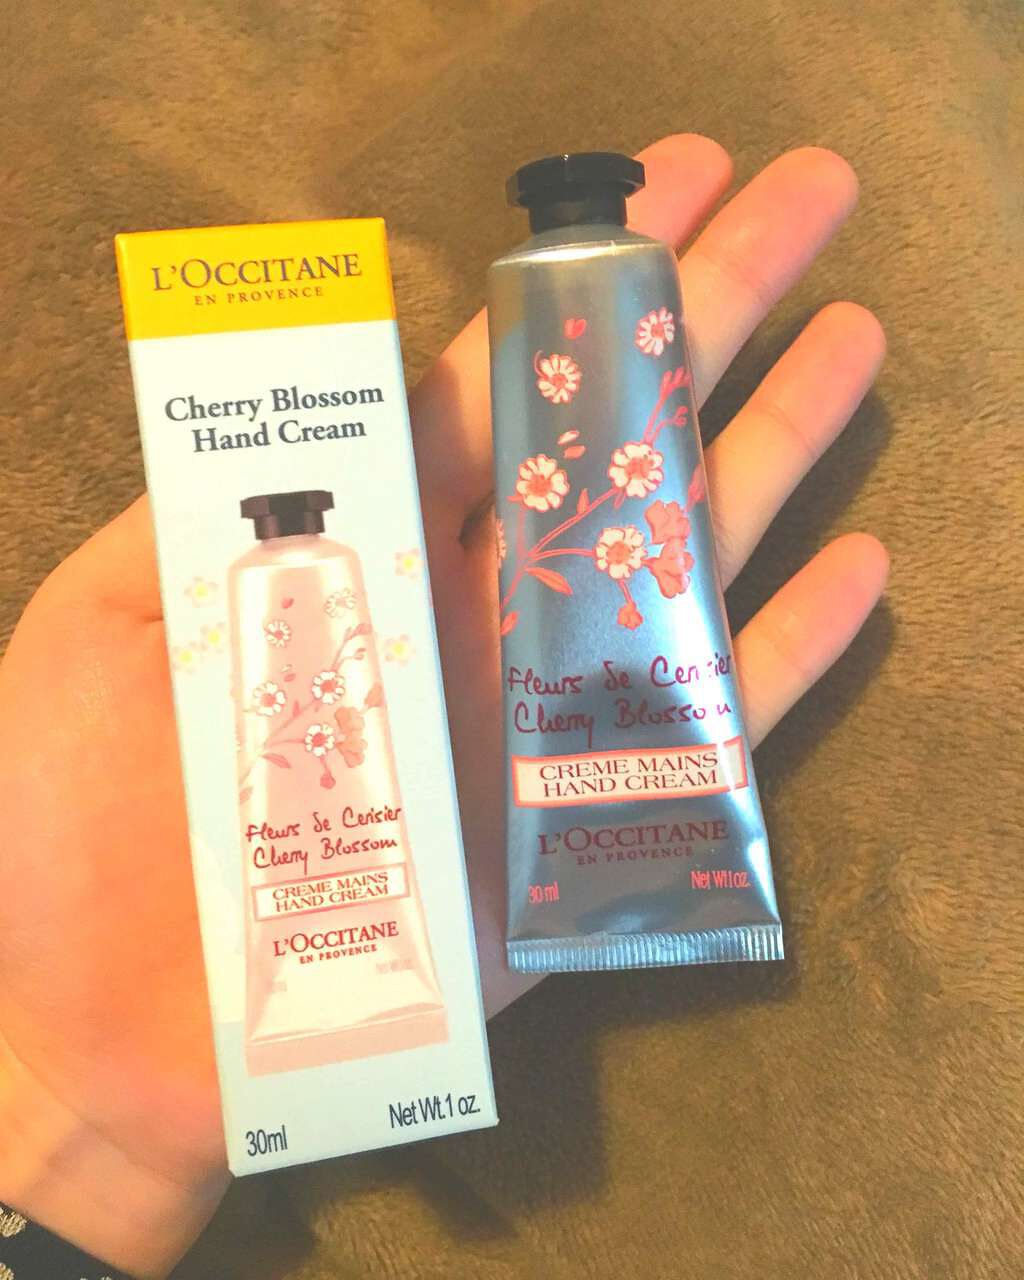 L'OCCITANE
EN PROVENCE
Cherry Blossom
Hand Cream
Fleurs de Cerisier
Cherry Blossom
CREME MAINS
HAND CREAM
L'OCCITANE
EN PROVENCE
30ml
Net Wt.1 oz.
Fleurs de Cerisier
Cherry Blossom
CREME MAINS
HAND CREAM
L'OCCITANE
EN PROVENCE
30 ml
Net Wt.1 oz.